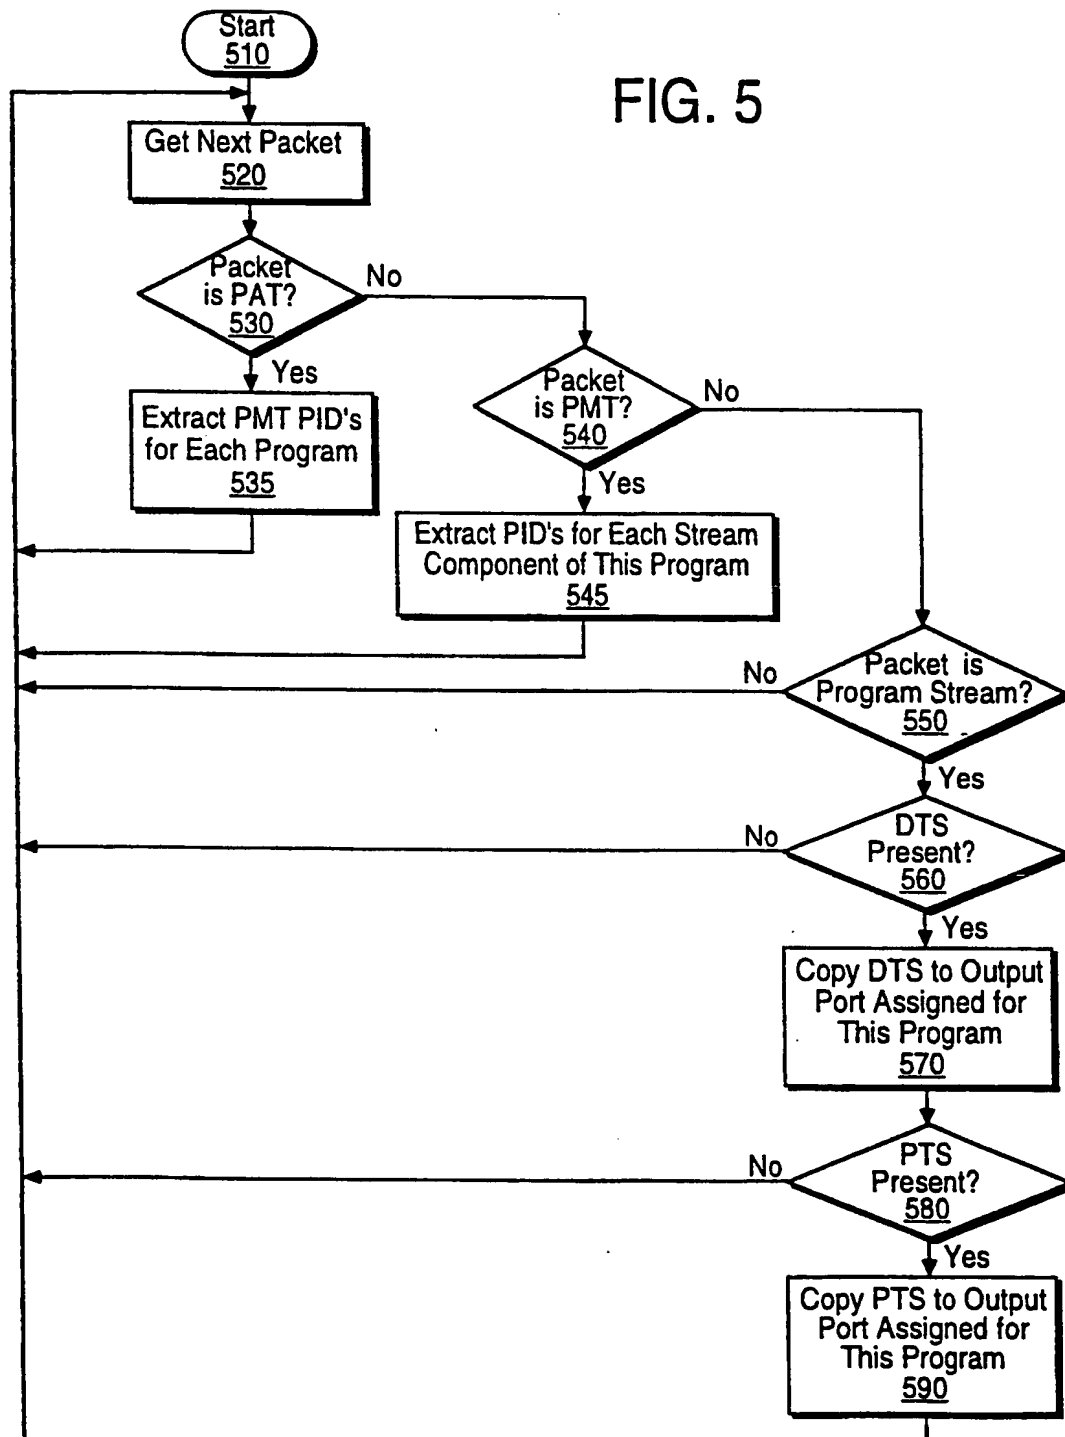 Start
510
FIG. 5
Get Next Packet
520
Packet
is PAT?
530
No
Yes
Extract PMT PID's
for Each Program
535
Packet
is PMT?
540
No
Yes
Extract PID's for Each Stream
Component of This Program
545
Packet is
Program Stream?
550
No
Yes
DTS
Present?
560
No
Yes
Copy DTS to Output
Port Assigned for
This Program
570
PTS
Present?
580
No
Yes
Copy PTS to Output
Port Assigned for
This Program
590